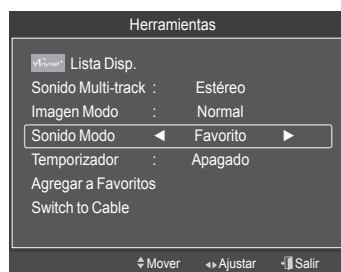 Herramientas
Anynet+ Lista Disp.
Sonido Multi-track : Estéreo
Imagen Modo : Normal
Sonido Modo ◄ Favorito ►
Temporizador : Apagado
Agregar a Favoritos
Switch to Cable
Mover Ajustar Salir